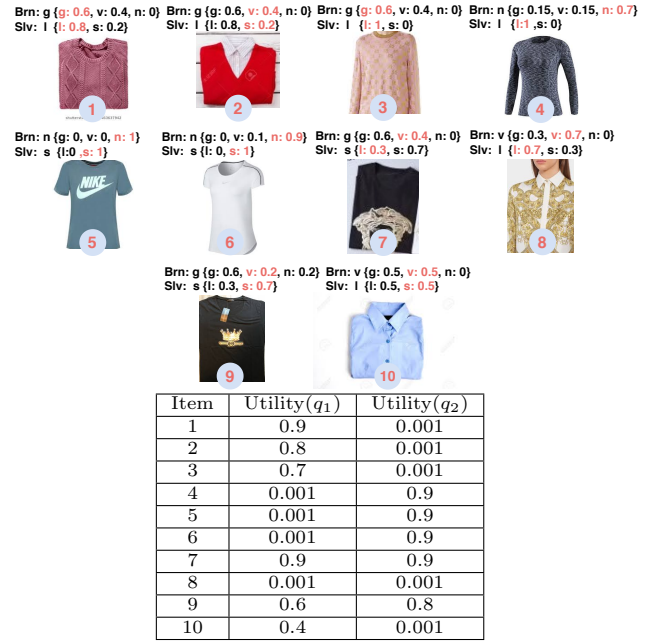 Brn: g {g: 0.6, v: 0.4, n: 0}
Slv: l {l: 0.8, s: 0.2}
1
Brn: g {g: 0.6, v: 0.4, n: 0}
Slv: l {l: 0.8, s: 0.2}
2
Brn: g {g: 0.6, v: 0.4, n: 0}
Slv: l {l: 1, s: 0}
3
Brn: n {g: 0.15, v: 0.15, n: 0.7}
Slv: l {l:1 ,s: 0}
4
Brn: n {g: 0, v: 0, n: 1}
Slv: s {l:0 ,s: 1}
NIKE
5
Brn: n {g: 0, v: 0.1, n: 0.9}
Slv: s {l: 0, s: 1}
6
Brn: g {g: 0.6, v: 0.4, n: 0}
Slv: s {l: 0.3, s: 0.7}
7
Brn: v {g: 0.3, v: 0.7, n: 0}
Slv: l {l: 0.7, s: 0.3}
8
Brn: g {g: 0.6, v: 0.2, n: 0.2}
Slv: s {l: 0.3, s: 0.7}
9
Brn: v {g: 0.5, v: 0.5, n: 0}
Slv: l {l: 0.5, s: 0.5}
10
Item Utility(q1) Utility(q2)
1 0.9 0.001
2 0.8 0.001
3 0.7 0.001
4 0.001 0.9
5 0.001 0.9
6 0.001 0.9
7 0.9 0.9
8 0.001 0.001
9 0.6 0.8
10 0.4 0.001